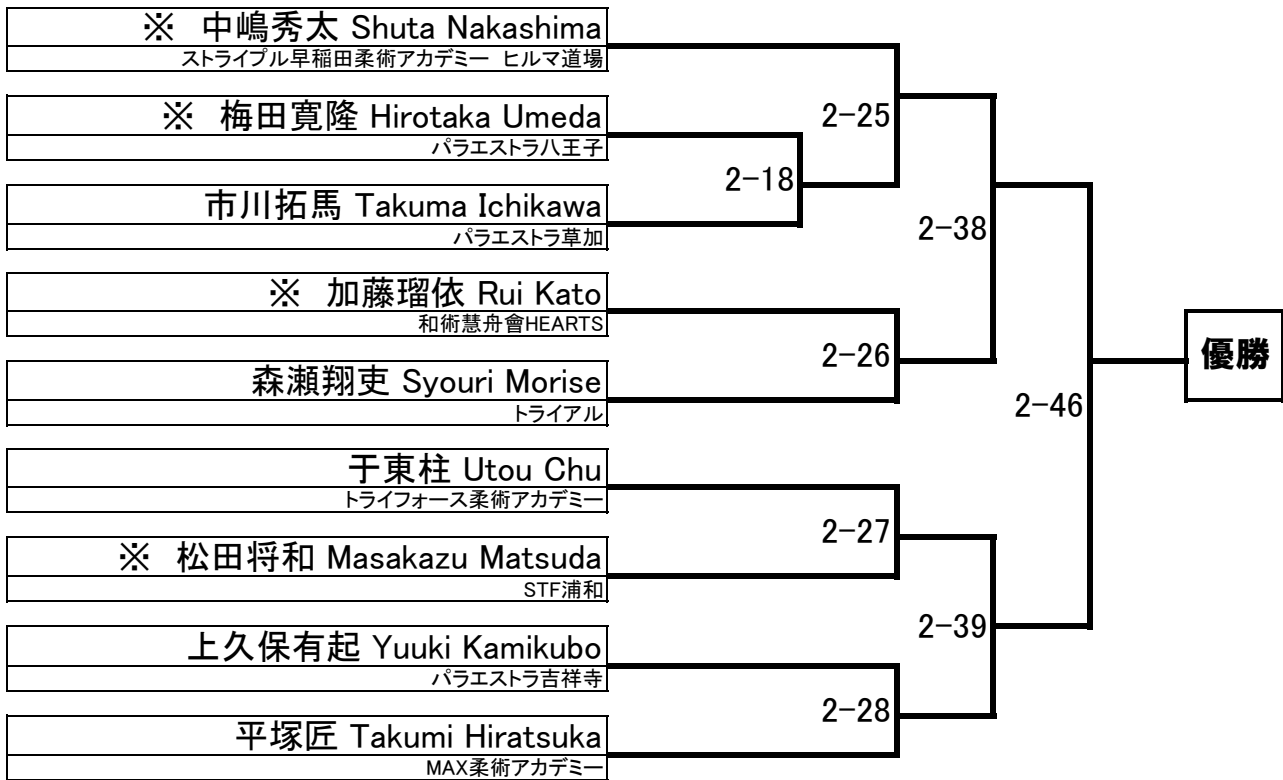 ※ 中嶋秀太 Shuta Nakashima
ストライプル早稲田柔術アカデミー ヒルマ道場
※ 梅田寛隆 Hirotaka Umeda
パラエストラ八王子
市川拓馬 Takuma Ichikawa
パラエストラ草加
※ 加藤瑠依 Rui Kato
和術慧舟會HEARTS
森瀬翔吏 Syouri Morise
トライアル
于東柱 Utou Chu
トライフォース柔術アカデミー
※ 松田将和 Masakazu Matsuda
STF浦和
上久保有起 Yuuki Kamikubo
パラエストラ吉祥寺
平塚匠 Takumi Hiratsuka
MAX柔術アカデミー
2-18
2-25
2-26
2-27
2-28
2-38
2-39
2-46
優勝